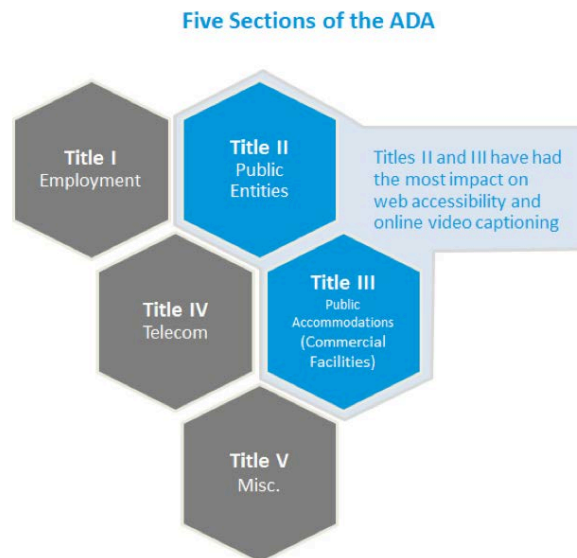 Five Sections of the ADA
Title I
Employment
Title II
Public
Entities
Titles II and III have had
the most impact on
web accessibility and
online video captioning
Title IV
Telecom
Title III
Public
Accommodations
(Commercial
Facilities)
Title V
Misc.